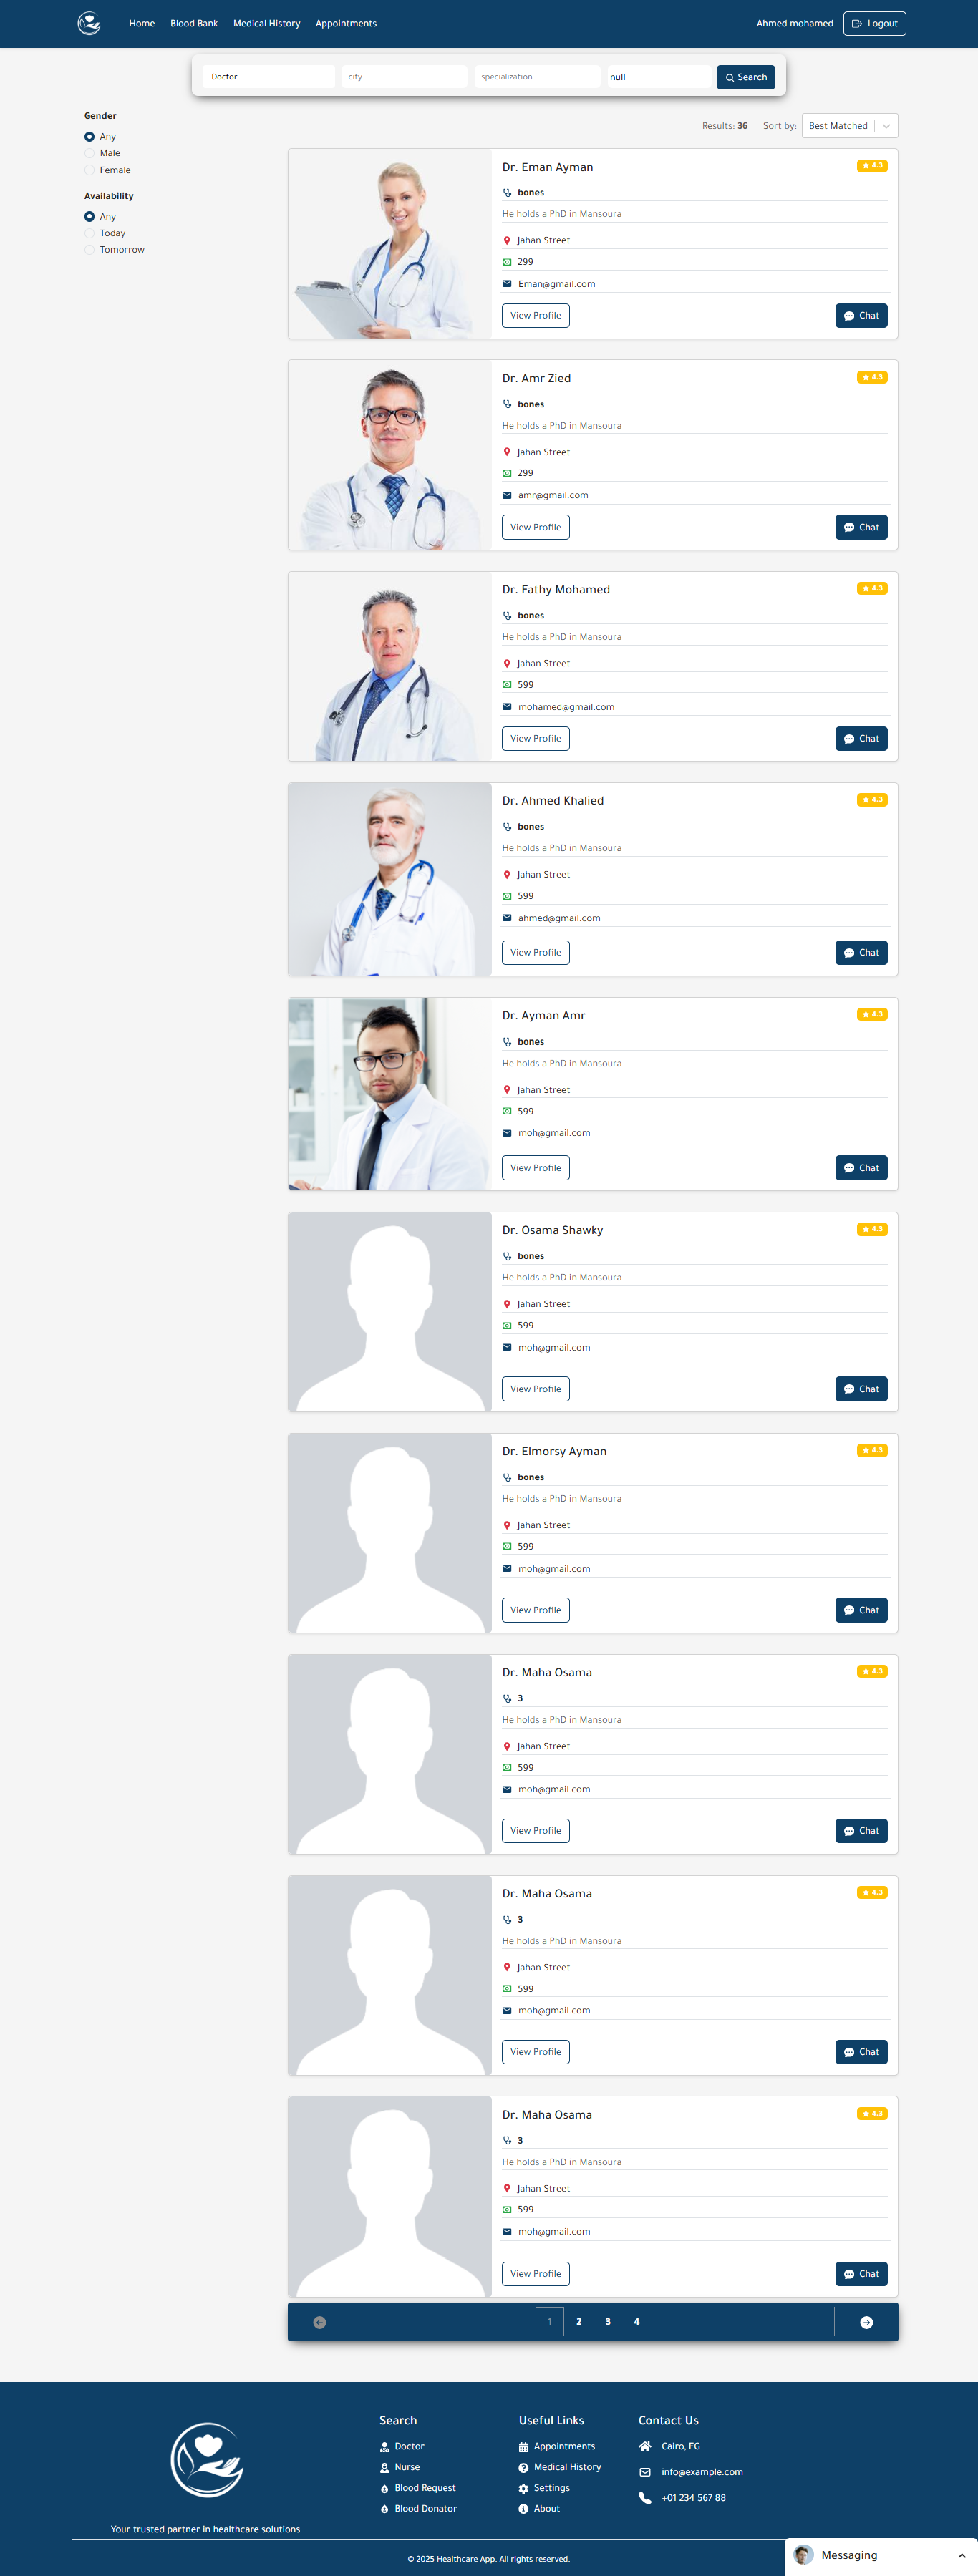 Home Blood Bank Medical History Appointments Ahmed mohamed Logout
Doctor city specialization null Search
Gender
Any
Male
Female
Availability
Any
Today
Tomorrow
Results: 36 Sort by: Best Matched
Dr. Eman Ayman 4.3
bones
He holds a PhD in Mansoura
Jahan Street
299
Eman@gmail.com
View Profile Chat
Dr. Amr Zied 4.3
bones
He holds a PhD in Mansoura
Jahan Street
299
amr@gmail.com
View Profile Chat
Dr. Fathy Mohamed 4.3
bones
He holds a PhD in Mansoura
Jahan Street
599
mohamed@gmail.com
View Profile Chat
Dr. Ahmed Khalied 4.3
bones
He holds a PhD in Mansoura
Jahan Street
599
ahmed@gmail.com
View Profile Chat
Dr. Ayman Amr 4.3
bones
He holds a PhD in Mansoura
Jahan Street
599
moh@gmail.com
View Profile Chat
Dr. Osama Shawky 4.3
bones
He holds a PhD in Mansoura
Jahan Street
599
moh@gmail.com
View Profile Chat
Dr. Elmorsy Ayman 4.3
bones
He holds a PhD in Mansoura
Jahan Street
599
moh@gmail.com
View Profile Chat
Dr. Maha Osama 4.3
3
He holds a PhD in Mansoura
Jahan Street
599
moh@gmail.com
View Profile Chat
Dr. Maha Osama 4.3
3
He holds a PhD in Mansoura
Jahan Street
599
moh@gmail.com
View Profile Chat
Dr. Maha Osama 4.3
3
He holds a PhD in Mansoura
Jahan Street
599
moh@gmail.com
View Profile Chat
1 2 3 4
Your trusted partner in healthcare solutions
Search
Doctor
Nurse
Blood Request
Blood Donator
Useful Links
Appointments
Medical History
Settings
About
Contact Us
Cairo, EG
info@example.com
+01 234 567 88
© 2025 Healthcare App. All rights reserved.
Messaging